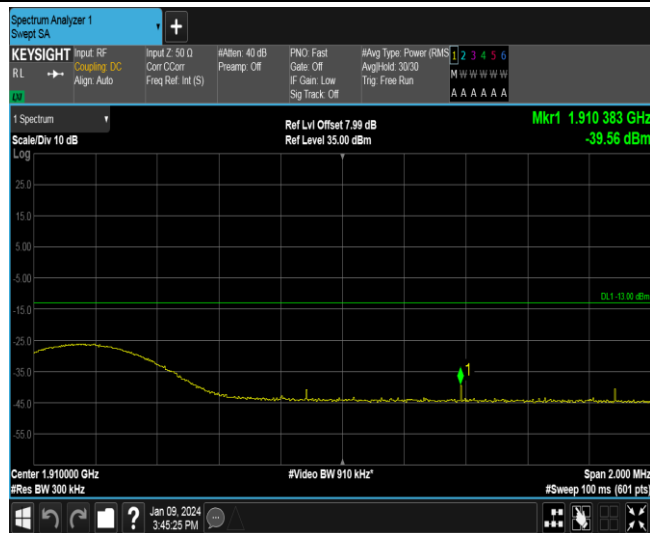 Spectrum Analyzer 1
Swept SA
+
KEYSIGHT
RL
LXI
Input: RF
Coupling: DC
Align: Auto
Input Z: 50 Ω
Corr CCorr
Freq Ref: Int (S)
#Atten: 40 dB
Preamp: Off
PNO: Fast
Gate: Off
IF Gain: Low
Sig Track: Off
#Avg Type: Power (RMS
Avg|Hold: 30/30
Trig: Free Run
1 2 3 4 5 6
M W W W W W
A A A A A A
1 Spectrum
Scale/Div 10 dB
Log
Ref Lvl Offset 7.99 dB
Ref Level 35.00 dBm
Mkr1 1.910 383 GHz
-39.56 dBm
25.0
15.0
5.00
-5.00
DL1 -13.00 dBm
-15.0
-25.0
-35.0
1
-45.0
-55.0
Center 1.910000 GHz
#Video BW 910 kHz*
Span 2.000 MHz
#Res BW 300 kHz
#Sweep 100 ms (601 pts)
?
Jan 09, 2024
3:45:25 PM